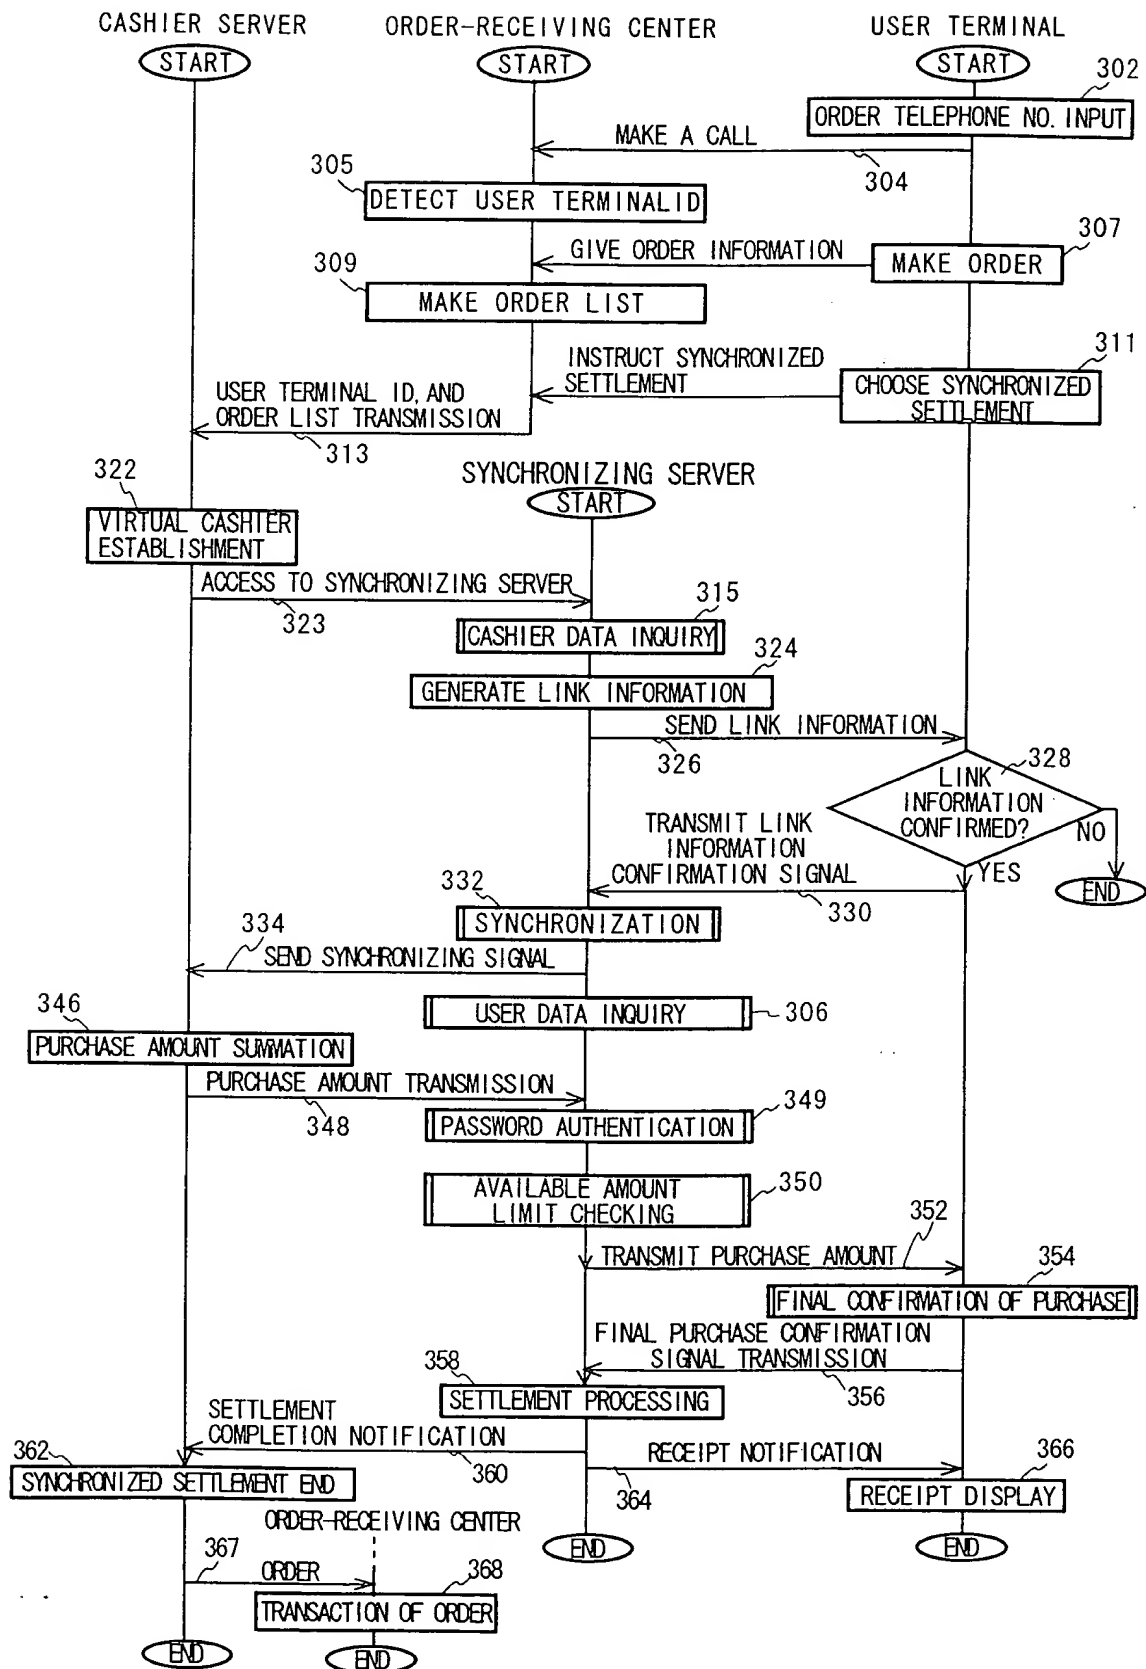 CASHIER SERVER
ORDER-RECEIVING CENTER
USER TERMINAL
START
START
START
302
ORDER TELEPHONE NO. INPUT
MAKE A CALL
304
305
DETECT USER TERMINALID
GIVE ORDER INFORMATION
307
MAKE ORDER
309
MAKE ORDER LIST
INSTRUCT SYNCHRONIZED
SETTLEMENT
311
CHOOSE SYNCHRONIZED
SETTLEMENT
USER TERMINAL ID, AND
ORDER LIST TRANSMISSION
313
322
SYNCHRONIZING SERVER
START
VIRTUAL CASHIER
ESTABLISHMENT
ACCESS TO SYNCHRONIZING SERVER
323
315
CASHIER DATA INQUIRY
324
GENERATE LINK INFORMATION
SEND LINK INFORMATION
326
328
LINK
INFORMATION
CONFIRMED?
NO
YES
END
TRANSMIT LINK
INFORMATION
CONFIRMATION SIGNAL
330
332
SYNCHRONIZATION
334
SEND SYNCHRONIZING SIGNAL
USER DATA INQUIRY
306
346
PURCHASE AMOUNT SUMMATION
PURCHASE AMOUNT TRANSMISSION
348
349
PASSWORD AUTHENTICATION
AVAILABLE AMOUNT
LIMIT CHECKING
350
352
TRANSMIT PURCHASE AMOUNT
354
FINAL CONFIRMATION OF PURCHASE
FINAL PURCHASE CONFIRMATION
SIGNAL TRANSMISSION
356
358
SETTLEMENT PROCESSING
SETTLEMENT
COMPLETION NOTIFICATION
360
362
SYNCHRONIZED SETTLEMENT END
RECEIPT NOTIFICATION
364
366
RECEIPT DISPLAY
ORDER-RECEIVING CENTER
END
END
367
ORDER
368
TRANSACTION OF ORDER
END
END